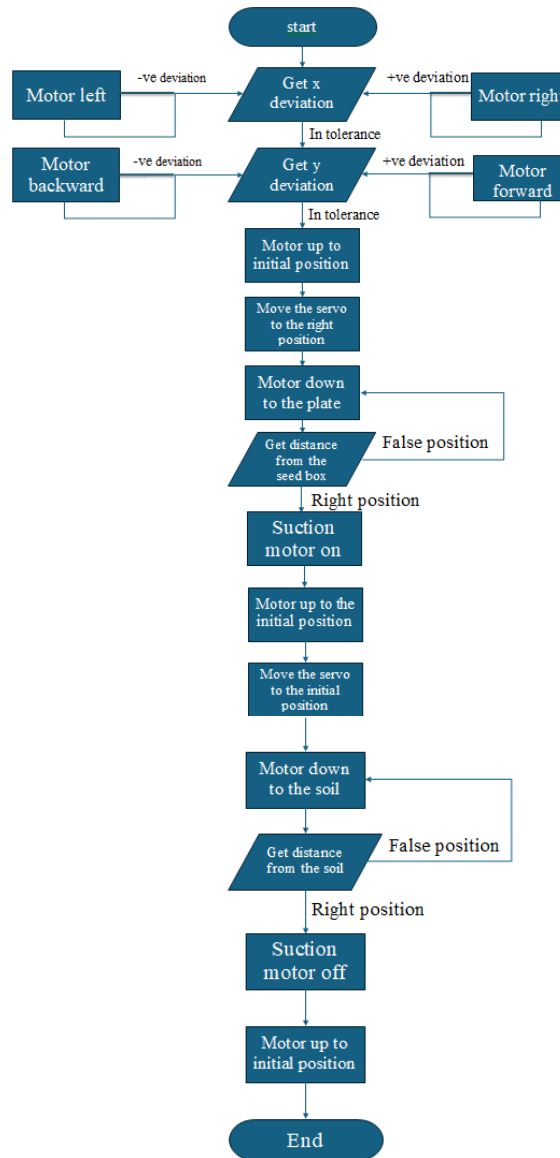 start
-ve deviation
+ve deviation
Motor left
Get x
deviation
Motor right
In tolerance
Motor
backward
-ve deviation
Get y
deviation
+ve deviation
Motor
forward
In tolerance
Motor up to
initial position
Move the servo
to the right
position
Motor down
to the plate
Get distance
from the
seed box
False position
Right position
Suction
motor on
Motor up to the
initial position
Move the servo
to the initial
position
Motor down
to the soil
Get distance
from the soil
False position
Right position
Suction
motor off
Motor up to
initial position
End